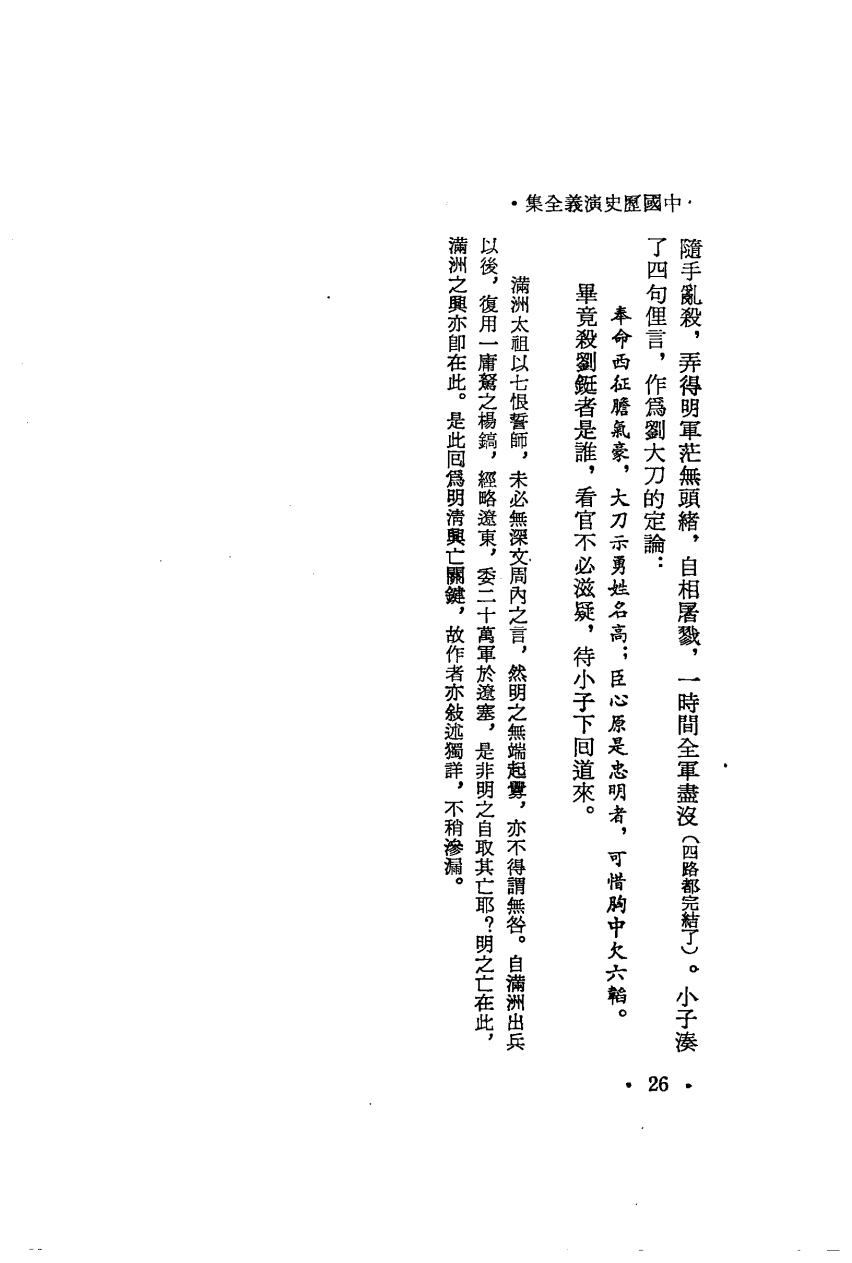 ·中國歷史演義全集·
隨手亂殺，弄得明軍茫無頭緒，自相屠戮，一時間全軍盡沒（四路都完結了）。小子湊
了四句俚言，作爲劉大刀的定論：
奉命西征膽氣豪，大刀示勇姓名高；臣心原是忠明者，可惜胸中欠六韜。
畢竟殺劉鋌者是誰，看官不必滋疑，待小子下囘道來。
滿洲太祖以七恨誓師，未必無深文周內之言，然明之無端起釁，亦不得謂無咎。自滿洲出兵
以後，復用一庸駑之楊鎬，經略遼東，委二十萬軍於遼塞，是非明之自取其亡耶？明之亡在此，
滿洲之興亦卽在此。是此囘爲明清興亡關鍵，故作者亦敍述獨詳，不稍滲漏。
·26·